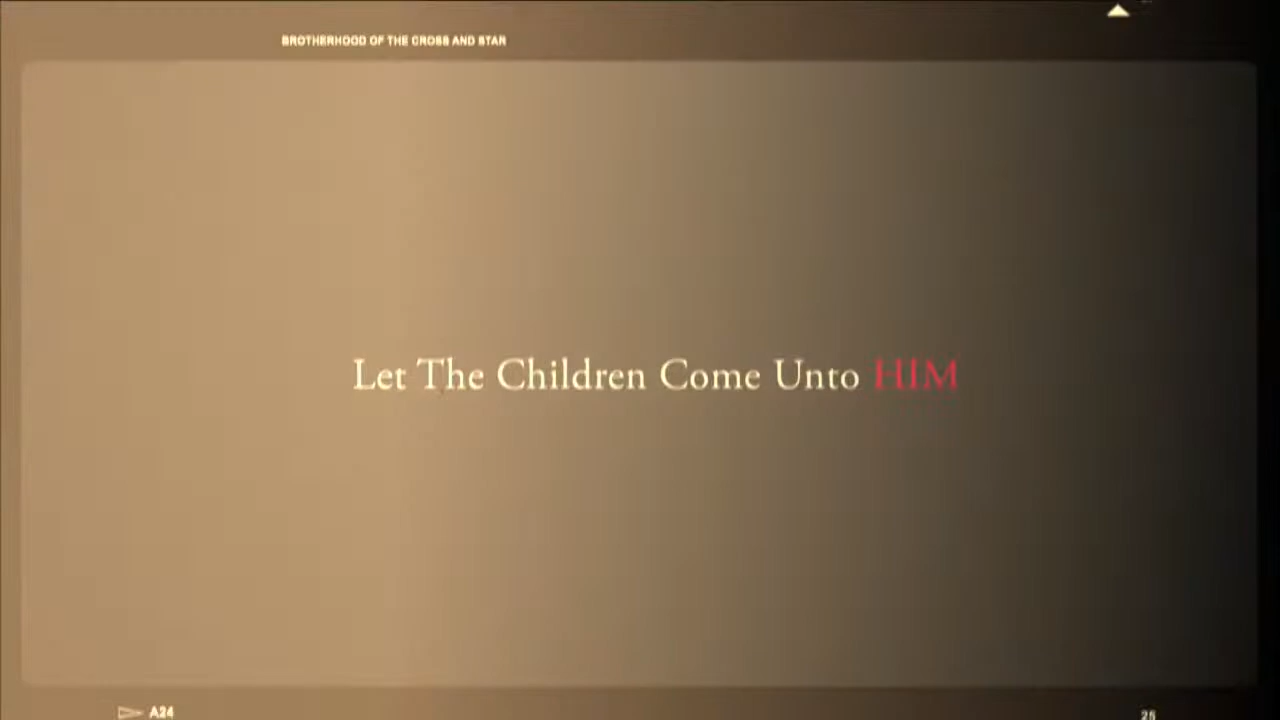 BROTHERHOOD OF THE CROSS AND STAR
Let The Children Come Unto HIM
A24
25